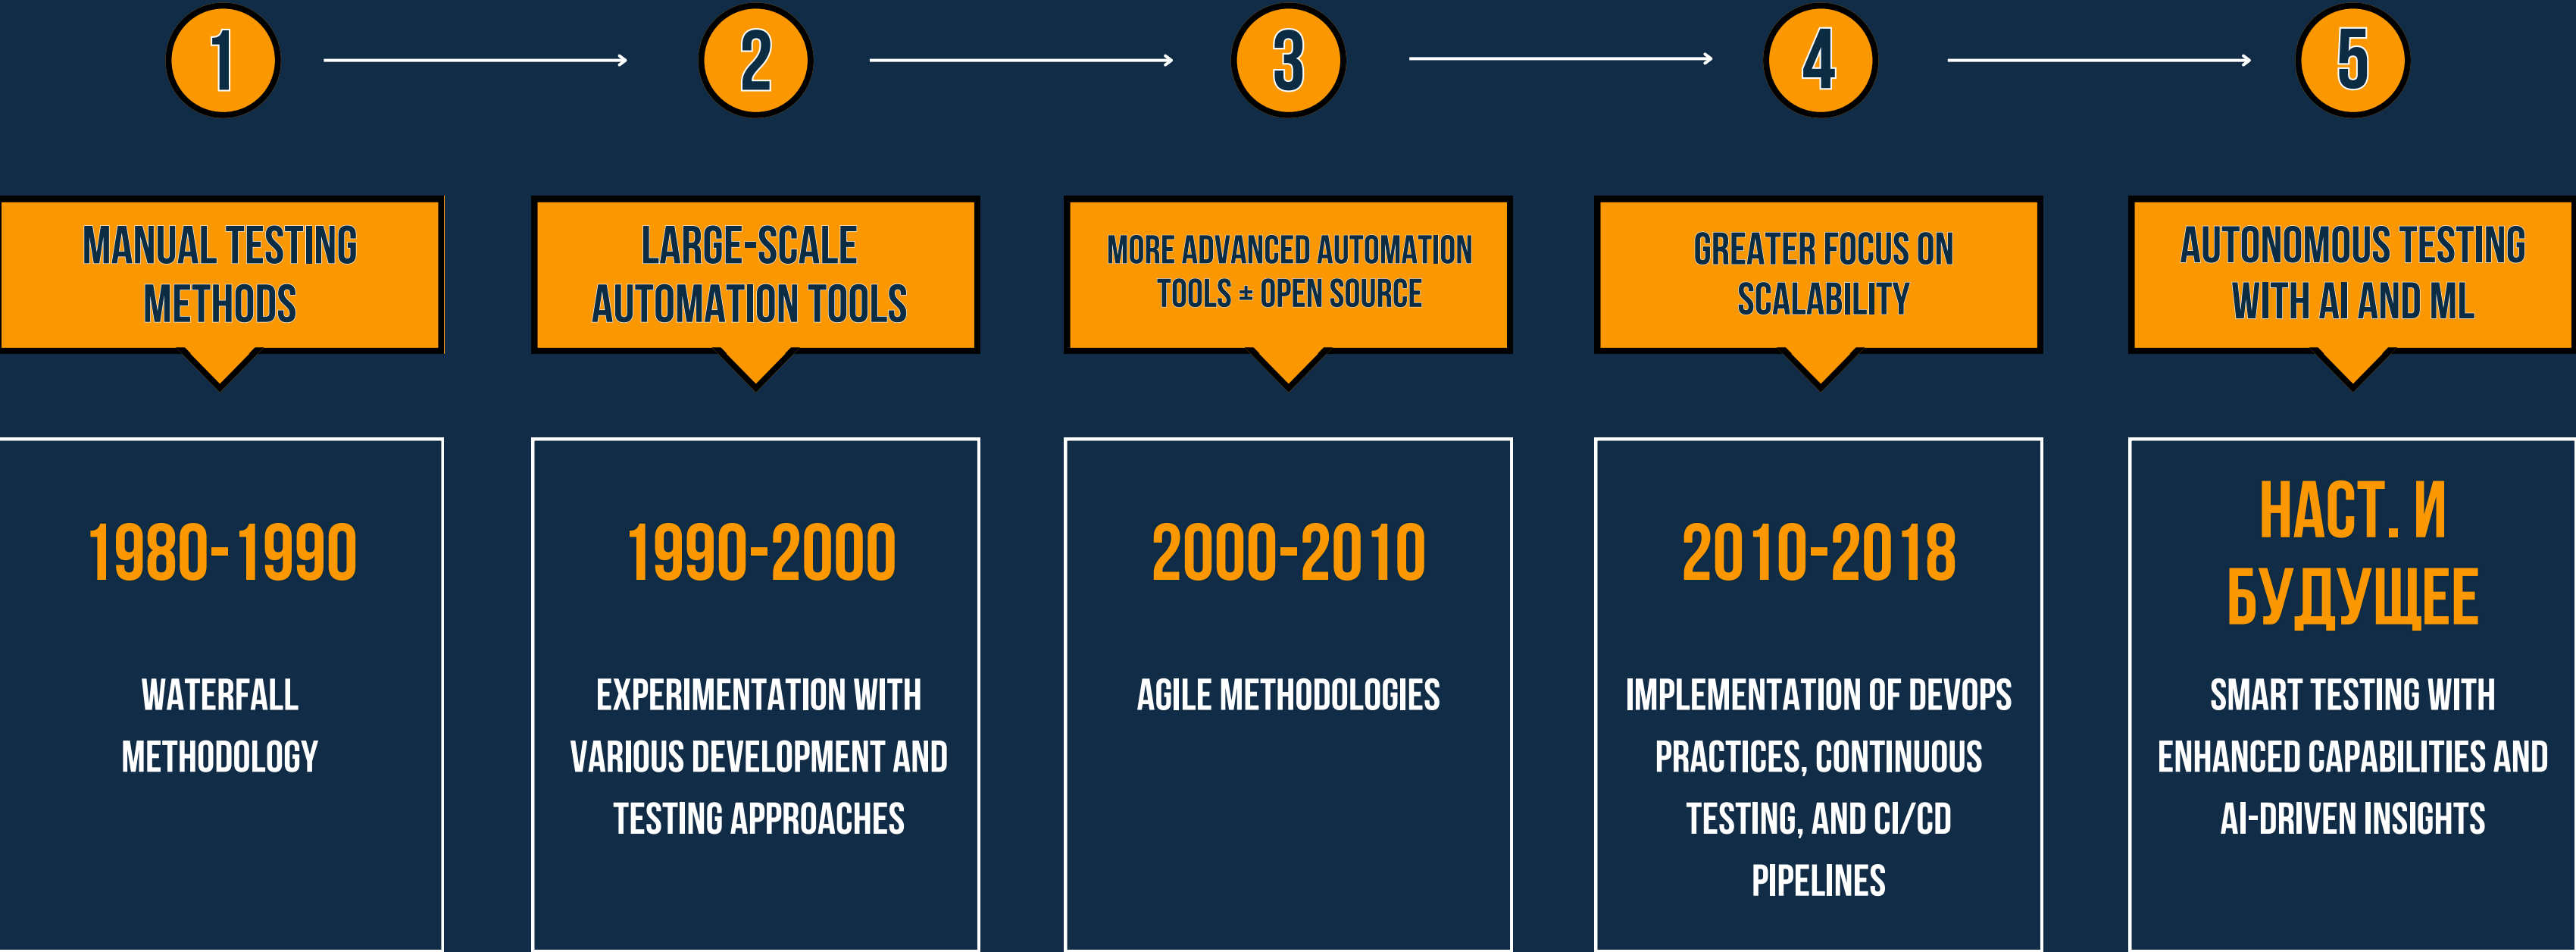 1
2
3
4
5
MANUAL TESTING
METHODS
LARGE-SCALE
AUTOMATION TOOLS
MORE ADVANCED AUTOMATION
TOOLS ± OPEN SOURCE
GREATER FOCUS ON
SCALABILITY
AUTONOMOUS TESTING
WITH AI AND ML
1980-1990
WATERFALL
METHODOLOGY
1990-2000
EXPERIMENTATION WITH
VARIOUS DEVELOPMENT AND
TESTING APPROACHES
2000-2010
AGILE METHODOLOGIES
2010-2018
IMPLEMENTATION OF DEVOPS
PRACTICES, CONTINUOUS
TESTING, AND CI/CD
PIPELINES
НАСТ. И
БУДУЩЕЕ
SMART TESTING WITH
ENHANCED CAPABILITIES AND
AI-DRIVEN INSIGHTS